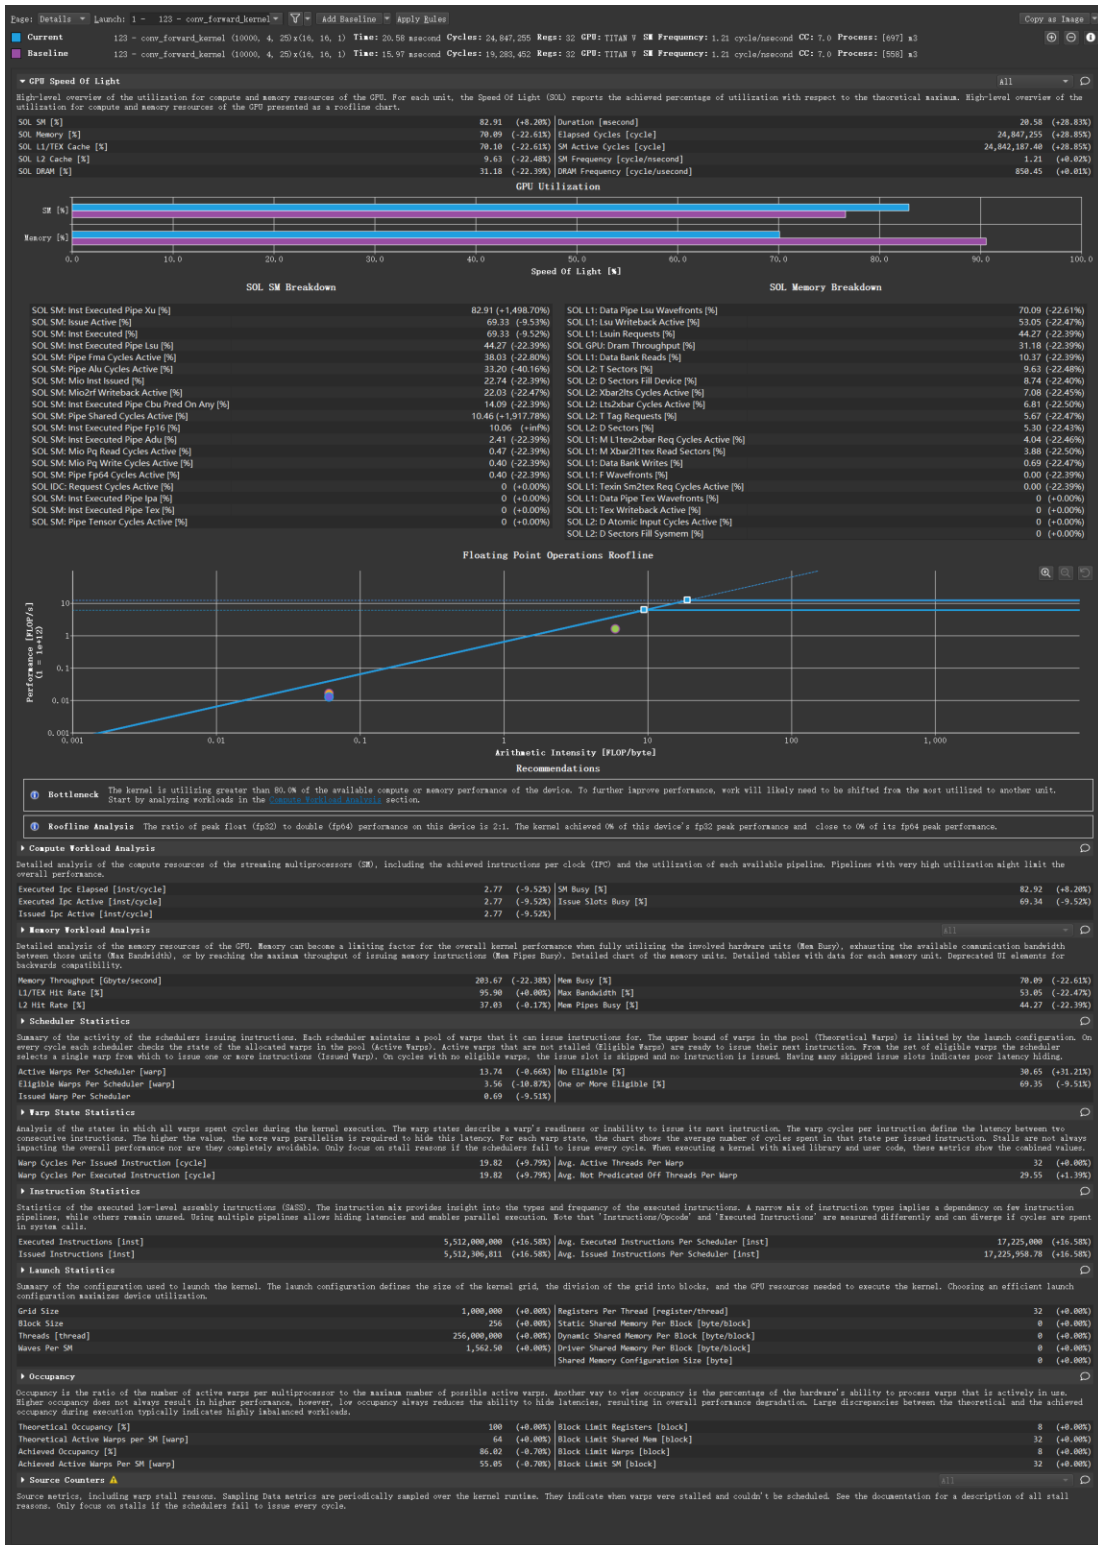 Page: Details Launch: 1 - 123 - conv_forward_kernel Add Baseline Apply Rules Copy as Image
Current 123 - conv_forward_kernel (10000, 4, 25)x(16, 16, 1) Time: 20.58 msecond Cycles: 24,847,255 Regs: 32 GPU: TITAN V SM Frequency: 1.21 cycle/nsecond CC: 7.0 Process: [697] m3
Baseline 123 - conv_forward_kernel (10000, 4, 25)x(16, 16, 1) Time: 15.97 msecond Cycles: 19,283,452 Regs: 32 GPU: TITAN V SM Frequency: 1.21 cycle/nsecond CC: 7.0 Process: [558] m3
GPU Speed Of Light All
High-level overview of the utilization for compute and memory resources of the GPU. For each unit, the Speed Of Light (SOL) reports the achieved percentage of utilization with respect to the theoretical maximum. High-level overview of the
utilization for compute and memory resources of the GPU presented as a roofline chart.
SOL SM [%] 82.91 (+8.20%) Duration [msecond] 20.58 (+28.83%)
SOL Memory [%] 70.09 (-22.61%) Elapsed Cycles [cycle] 24,847,255 (+28.85%)
SOL L1/TEX Cache [%] 70.10 (-22.61%) SM Active Cycles [cycle] 24,842,187.40 (+28.85%)
SOL L2 Cache [%] 9.63 (-22.48%) SM Frequency [cycle/nsecond] 1.21 (+0.02%)
SOL DRAM [%] 31.18 (-22.39%) DRAM Frequency [cycle/usecond] 850.45 (+0.01%)
GPU Utilization
SM [%]
Memory [%]
0.0 10.0 20.0 30.0 40.0 50.0 60.0 70.0 80.0 90.0 100.0
Speed Of Light [%]
SOL SM Breakdown SOL Memory Breakdown
SOL SM: Inst Executed Pipe Xu [%] 82.91 (+1,498.70%) SOL L1: Data Pipe Lsu Wavefronts [%] 70.09 (-22.61%)
SOL SM: Issue Active [%] 69.33 (-9.53%) SOL L1: Lsu Writeback Active [%] 53.05 (-22.47%)
SOL SM: Inst Executed [%] 69.33 (-9.52%) SOL L1: Lsuin Requests [%] 44.27 (-22.39%)
SOL SM: Inst Executed Pipe Lsu [%] 44.27 (-22.39%) SOL GPU: Dram Throughput [%] 31.18 (-22.39%)
SOL SM: Pipe Fma Cycles Active [%] 38.03 (-22.80%) SOL L1: Data Bank Reads [%] 10.37 (-22.39%)
SOL SM: Pipe Alu Cycles Active [%] 33.20 (-40.16%) SOL L2: T Sectors [%] 9.63 (-22.48%)
SOL SM: Mio Inst Issued [%] 22.74 (-22.39%) SOL L2: D Sectors Fill Device [%] 8.74 (-22.40%)
SOL SM: Mio2rf Writeback Active [%] 22.03 (-22.47%) SOL L2: Xbar2lts Cycles Active [%] 7.08 (-22.45%)
SOL SM: Inst Executed Pipe Cbu Pred On Any [%] 14.09 (-22.39%) SOL L2: Lts2xbar Cycles Active [%] 6.81 (-22.50%)
SOL SM: Pipe Shared Cycles Active [%] 10.46 (+1,917.78%) SOL L2: T Tag Requests [%] 5.67 (-22.47%)
SOL SM: Inst Executed Pipe Fp16 [%] 10.06 (+inf%) SOL L2: D Sectors [%] 5.30 (-22.43%)
SOL SM: Inst Executed Pipe Adu [%] 2.41 (-22.39%) SOL L1: M L1tex2xbar Req Cycles Active [%] 4.04 (-22.46%)
SOL SM: Mio Pq Read Cycles Active [%] 0.47 (-22.39%) SOL L1: M Xbar2l1tex Read Sectors [%] 3.88 (-22.50%)
SOL SM: Mio Pq Write Cycles Active [%] 0.40 (-22.39%) SOL L1: Data Bank Writes [%] 0.69 (-22.47%)
SOL SM: Pipe Fp64 Cycles Active [%] 0.40 (-22.39%) SOL L1: F Wavefronts [%] 0.00 (-22.39%)
SOL IDC: Request Cycles Active [%] 0 (+0.00%) SOL L1: Texin Sm2tex Req Cycles Active [%] 0.00 (-22.39%)
SOL SM: Inst Executed Pipe Ipa [%] 0 (+0.00%) SOL L1: Data Pipe Tex Wavefronts [%] 0 (+0.00%)
SOL SM: Inst Executed Pipe Tex [%] 0 (+0.00%) SOL L1: Tex Writeback Active [%] 0 (+0.00%)
SOL SM: Pipe Tensor Cycles Active [%] 0 (+0.00%) SOL L2: D Atomic Input Cycles Active [%] 0 (+0.00%)
SOL L2: D Sectors Fill Sysmem [%] 0 (+0.00%)
Floating Point Operations Roofline
Performance [FLOP/s]
(1 = 1e+12)
10
1
0.1
0.01
0.001
0.001 0.01 0.1 1 10 100 1,000
Arithmetic Intensity [FLOP/byte]
Recommendations
Bottleneck The kernel is utilizing greater than 80.0% of the available compute or memory performance of the device. To further improve performance, work will likely need to be shifted from the most utilized to another unit.
Start by analyzing workloads in the Compute Workload Analysis section.
Roofline Analysis The ratio of peak float (fp32) to double (fp64) performance on this device is 2:1. The kernel achieved 0% of this device's fp32 peak performance and close to 0% of its fp64 peak performance.
Compute Workload Analysis
Detailed analysis of the compute resources of the streaming multiprocessors (SM), including the achieved instructions per clock (IPC) and the utilization of each available pipeline. Pipelines with very high utilization might limit the
overall performance.
Executed Ipc Elapsed [inst/cycle] 2.77 (-9.52%) SM Busy [%] 82.92 (+8.20%)
Executed Ipc Active [inst/cycle] 2.77 (-9.52%) Issue Slots Busy [%] 69.34 (-9.52%)
Issued Ipc Active [inst/cycle] 2.77 (-9.52%)
Memory Workload Analysis All
Detailed analysis of the memory resources of the GPU. Memory can become a limiting factor for the overall kernel performance when fully utilizing the involved hardware units (Mem Busy), exhausting the available communication bandwidth
between those units (Max Bandwidth), or by reaching the maximum throughput of issuing memory instructions (Mem Pipes Busy). Detailed chart of the memory units. Detailed tables with data for each memory unit. Deprecated UI elements for
backwards compatibility.
Memory Throughput [Gbyte/second] 203.67 (-22.38%) Mem Busy [%] 70.09 (-22.61%)
L1/TEX Hit Rate [%] 95.90 (+0.00%) Max Bandwidth [%] 53.05 (-22.47%)
L2 Hit Rate [%] 37.03 (-0.17%) Mem Pipes Busy [%] 44.27 (-22.39%)
Scheduler Statistics
Summary of the activity of the schedulers issuing instructions. Each scheduler maintains a pool of warps that it can issue instructions for. The upper bound of warps in the pool (Theoretical Warps) is limited by the launch configuration. On
every cycle each scheduler checks the state of the allocated warps in the pool (Active Warps). Active warps that are not stalled (Eligible Warps) are ready to issue their next instruction. From the set of eligible warps the scheduler
selects a single warp from which to issue one or more instructions (Issued Warp). On cycles with no eligible warps, the issue slot is skipped and no instruction is issued. Having many skipped issue slots indicates poor latency hiding.
Active Warps Per Scheduler [warp] 13.74 (-0.66%) No Eligible [%] 30.65 (+31.21%)
Eligible Warps Per Scheduler [warp] 3.56 (-10.87%) One or More Eligible [%] 69.35 (-9.51%)
Issued Warp Per Scheduler 0.69 (-9.51%)
Warp State Statistics
Analysis of the states in which all warps spent cycles during the kernel execution. The warp states describe a warp's readiness or inability to issue its next instruction. The warp cycles per instruction define the latency between two
consecutive instructions. The higher the value, the more warp parallelism is required to hide this latency. For each warp state, the chart shows the average number of cycles spent in that state per issued instruction. Stalls are not always
impacting the overall performance nor are they completely avoidable. Only focus on stall reasons if the schedulers fail to issue every cycle. When executing a kernel with mixed library and user code, these metrics show the combined values.
Warp Cycles Per Issued Instruction [cycle] 19.82 (+9.79%) Avg. Active Threads Per Warp 32 (+0.00%)
Warp Cycles Per Executed Instruction [cycle] 19.82 (+9.79%) Avg. Not Predicated Off Threads Per Warp 29.55 (+1.39%)
Instruction Statistics
Statistics of the executed low-level assembly instructions (SASS). The instruction mix provides insight into the types and frequency of the executed instructions. A narrow mix of instruction types implies a dependency on few instruction
pipelines, while others remain unused. Using multiple pipelines allows hiding latencies and enables parallel execution. Note that 'Instructions/Opcode' and 'Executed Instructions' are measured differently and can diverge if cycles are spent
in system calls.
Executed Instructions [inst] 5,512,000,000 (+16.58%) Avg. Executed Instructions Per Scheduler [inst] 17,225,000 (+16.58%)
Issued Instructions [inst] 5,512,306,811 (+16.58%) Avg. Issued Instructions Per Scheduler [inst] 17,225,958.78 (+16.58%)
Launch Statistics
Summary of the configuration used to launch the kernel. The launch configuration defines the size of the kernel grid, the division of the grid into blocks, and the GPU resources needed to execute the kernel. Choosing an efficient launch
configuration maximizes device utilization.
Grid Size 1,000,000 (+0.00%) Registers Per Thread [register/thread] 32 (+0.00%)
Block Size 256 (+0.00%) Static Shared Memory Per Block [byte/block] 0 (+0.00%)
Threads [thread] 256,000,000 (+0.00%) Dynamic Shared Memory Per Block [byte/block] 0 (+0.00%)
Waves Per SM 1,562.50 (+0.00%) Driver Shared Memory Per Block [byte/block] 0 (+0.00%)
Shared Memory Configuration Size [byte] 0 (+0.00%)
Occupancy
Occupancy is the ratio of the number of active warps per multiprocessor to the maximum number of possible active warps. Another way to view occupancy is the percentage of the hardware's ability to process warps that is actively in use.
Higher occupancy does not always result in higher performance, however, low occupancy always reduces the ability to hide latencies, resulting in overall performance degradation. Large discrepancies between the theoretical and the achieved
occupancy during execution typically indicates highly imbalanced workloads.
Theoretical Occupancy [%] 100 (+0.00%) Block Limit Registers [block] 8 (+0.00%)
Theoretical Active Warps per SM [warp] 64 (+0.00%) Block Limit Shared Mem [block] 32 (+0.00%)
Achieved Occupancy [%] 86.02 (-0.70%) Block Limit Warps [block] 8 (+0.00%)
Achieved Active Warps Per SM [warp] 55.05 (-0.70%) Block Limit SM [block] 32 (+0.00%)
Source Counters All
Source metrics, including warp stall reasons. Sampling Data metrics are periodically sampled over the kernel runtime. They indicate when warps were stalled and couldn't be scheduled. See the documentation for a description of all stall
reasons. Only focus on stalls if the schedulers fail to issue every cycle.